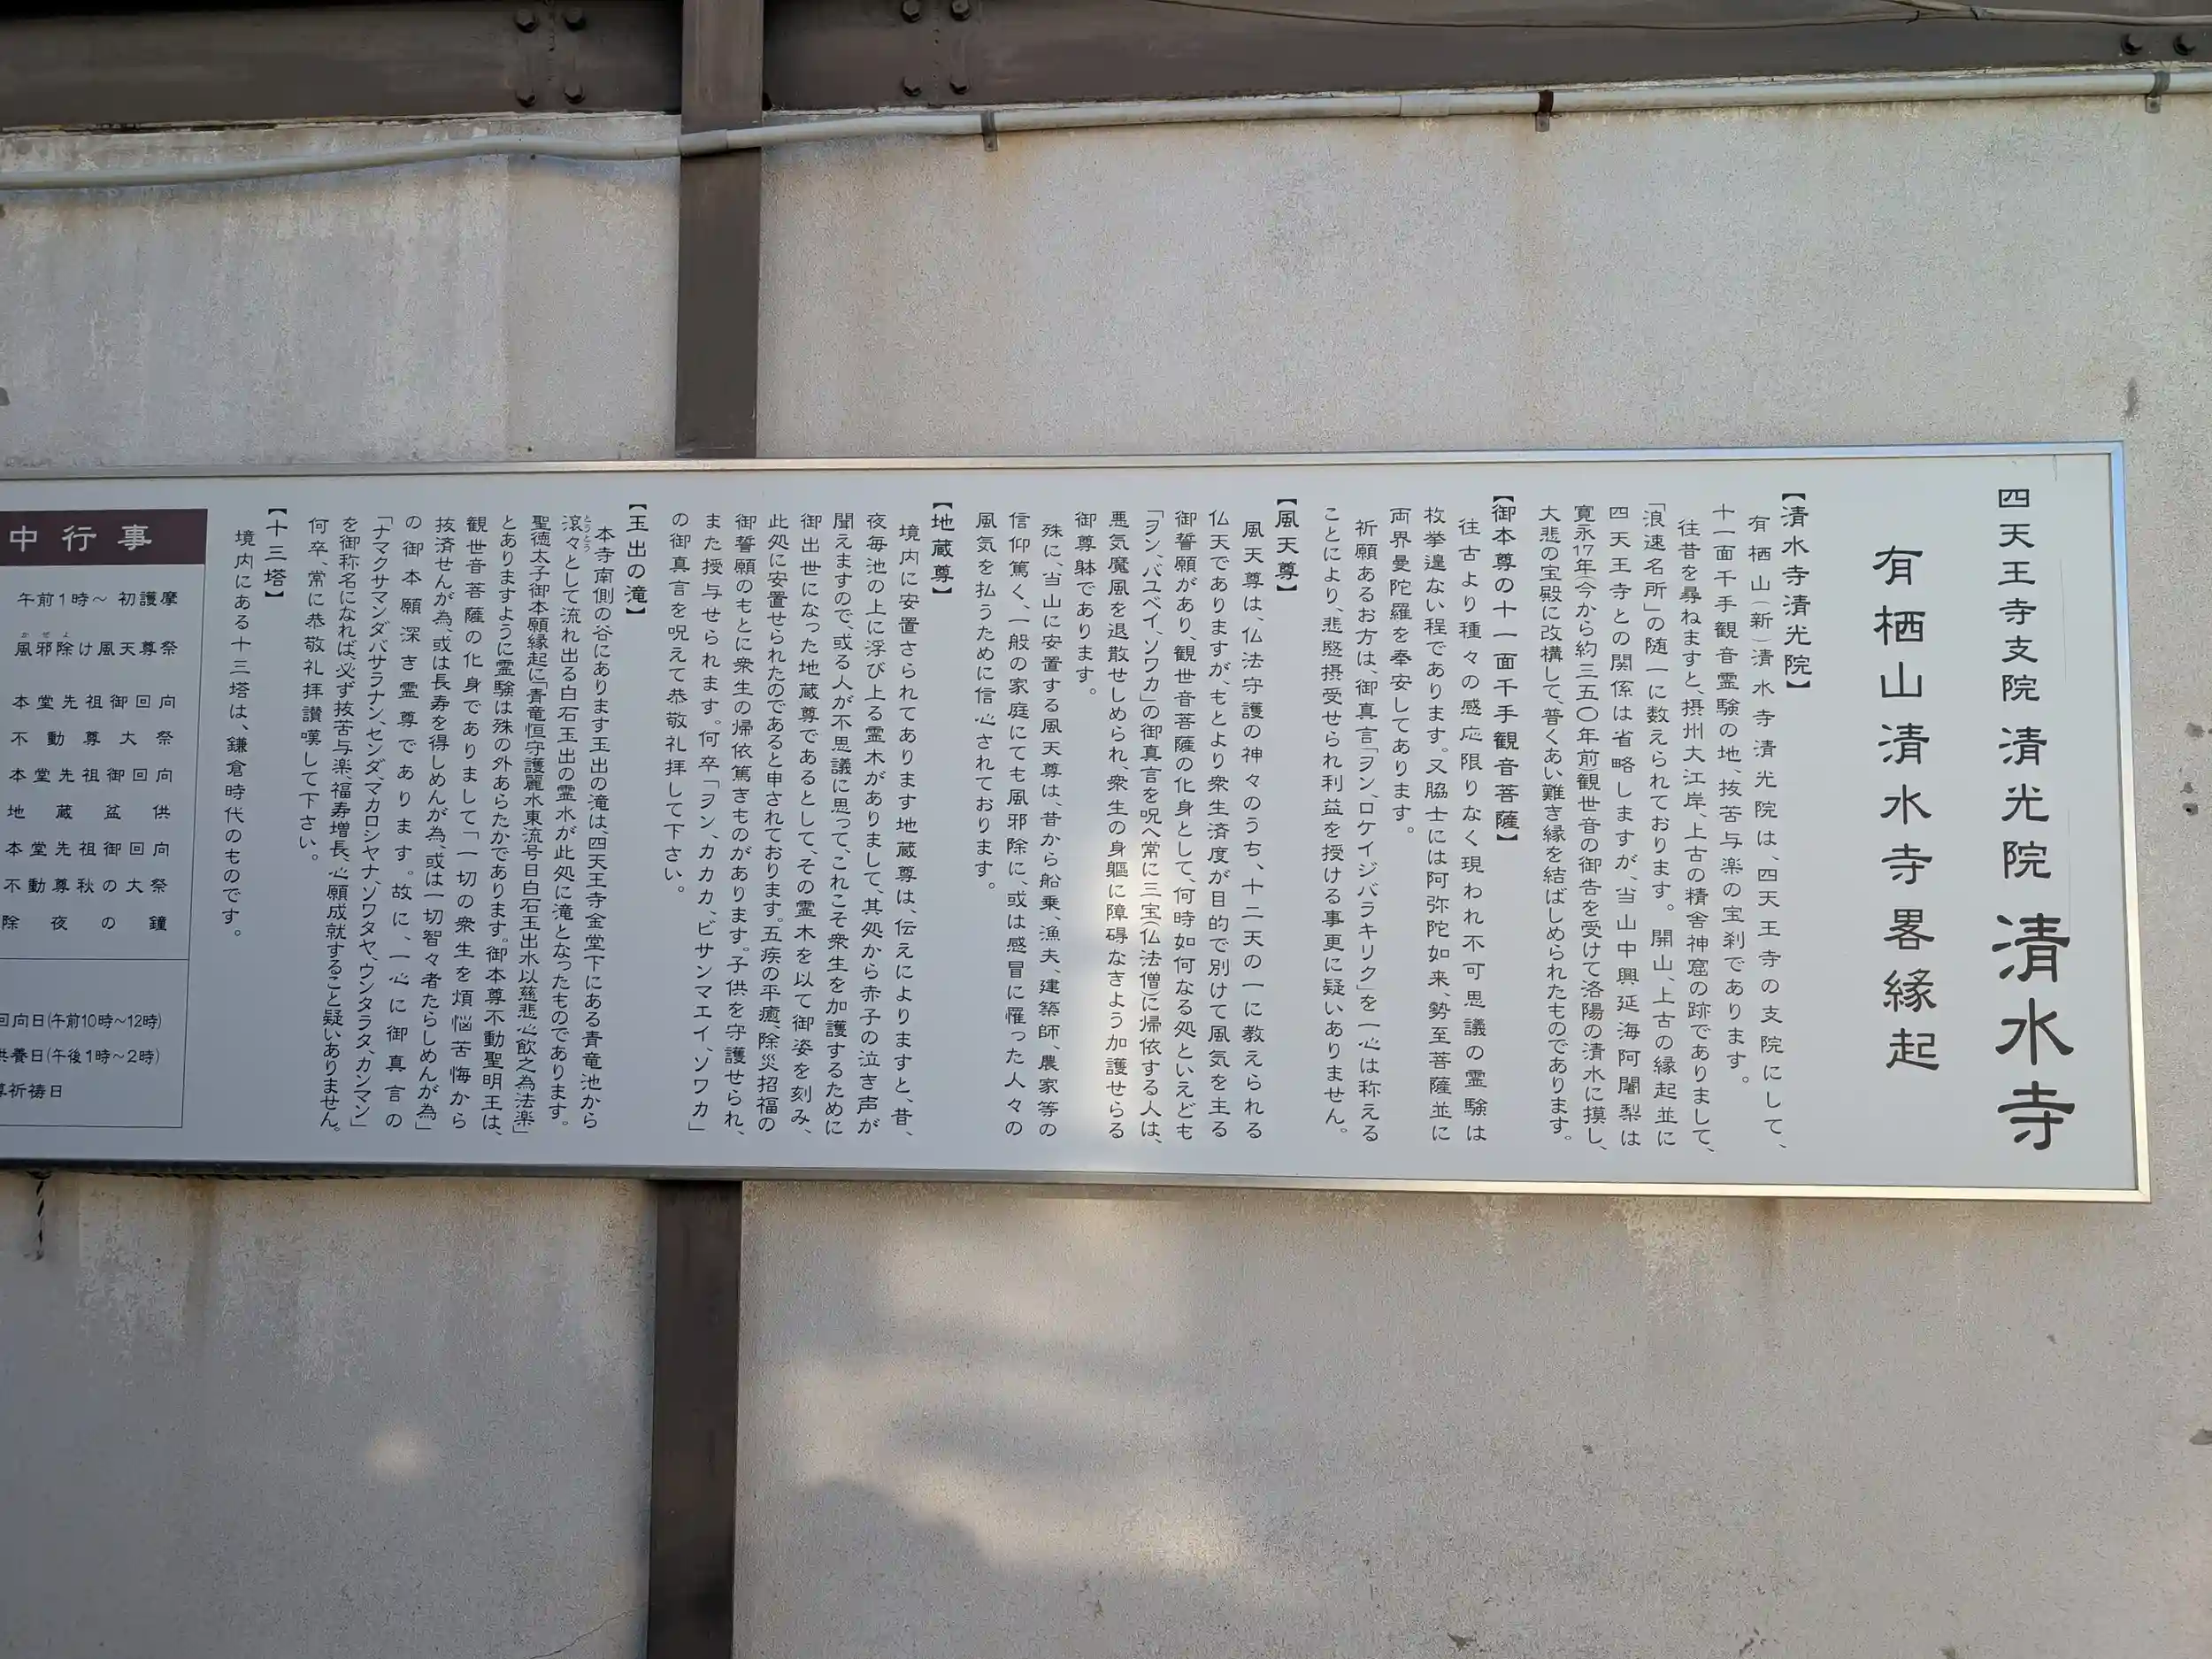 四天王寺支院 清光院 清水寺
有栖山清水寺畧縁起
【清水寺清光院】
有栖山(新)清水寺清光院は、四天王寺の支院にして、
十一面千手観音霊験の地、抜苦与楽の宝刹であります。
往昔を尋ねますと、摂州大江岸、上古の精舎神窟の跡でありまして、
「浪速名所」の随一に数えられております。開山、上古の縁起並に
四天王寺との関係は省略しますが、当山中興延海阿闍梨は
寛永17年(今から約三五〇年前観世音の御告を受けて洛陽の清水に摸し、
大悲の宝殿に改構して、普くあい難き縁を結ばしめられたものであります。
【御本尊の十一面千手観音菩薩】
往古より種々の感応限りなく現われ不可思議の霊験は
枚挙遑ない程であります。又脇士には阿弥陀如来、勢至菩薩並に
両界曼陀羅を奉安してあります。
祈願あるお方は、御真言「ヲン、ロケイジバラキリク」を一心は称える
ことにより、悲愍摂受せられ利益を授ける事更に疑いありません。
【風天尊】
風天尊は、仏法守護の神々のうち、十二天の一に教えられる
仏天でありますが、もとより衆生済度が目的で別けて風気を主る
御誓願があり、観世音菩薩の化身として、何時如何なる処といえども
「ヲン、バユベイ、ソワカ」の御真言を呪へ常に三宝(仏法僧)に帰依する人は、
悪気魔風を退散せしめられ、衆生の身軀に障碍なきよう加護せらる
御尊躰であります。
殊に、当山に安置する風天尊は、昔から船乗、漁夫、建築師、農家等の
信仰篤く、一般の家庭にても風邪除に、或は感冒に罹った人々の
風気を払うために信心されております。
【地蔵尊】
境内に安置さられてあります地蔵尊は、伝えによりますと、昔、
夜毎池の上に浮び上る霊木がありまして、其処から赤子の泣き声が
聞えますので、或る人が不思議に思って、これこそ衆生を加護するために
御出世になった地蔵尊であるとして、その霊木を以て御姿を刻み、
此処に安置せられたのであると申されております。五疾の平癒、除災招福の
御誓願のもとに衆生の帰依篤きものがあります。子供を守護せられ、
また授与せられます。何卒「ヲン、カカカ、ビサンマエイ、ソワカ」
の御真言を呪えて恭敬礼拝して下さい。
【玉出の滝】
本寺南側の谷にあります玉出の滝は、四天王寺金堂下にある青竜池から
滾々として流れ出る白石玉出の霊水が此処に滝となったものであります。
聖徳太子御本願縁起に「青竜恒守護麗水東流号日白石玉出水以慈悲心飲之為法楽」
とありますように霊験は殊の外あらたかであります。御本尊不動聖明王は、
観世音菩薩の化身でありまして「一切の衆生を煩悩苦悔から
抜済せんが為、或は長寿を得しめんが為、或は一切智々者たらしめんが為」
の御本願深き霊尊であります。故に、一心に御真言の
「ナマクサマンダ、バサラナン、センダ、マカロシヤナ、ソワタヤ、ウンタラタ、カンマン」
を御称名になれば、必ず抜苦与楽、福寿増長、心願成就すること疑いありません。
何卒、常に恭敬礼拝讃嘆して下さい。
【十三塔】
境内にある十三塔は、鎌倉時代のものです。
中行事
午前1時～ 初護摩
風邪除け風天尊祭
本堂先祖御回向
不動尊大祭
本堂先祖御回向
地蔵盆供
本堂先祖御回向
不動尊秋の大祭
除夜の鐘
回向日(午前10時～12時)
供養日(午後1時～2時)
尊祈祷日